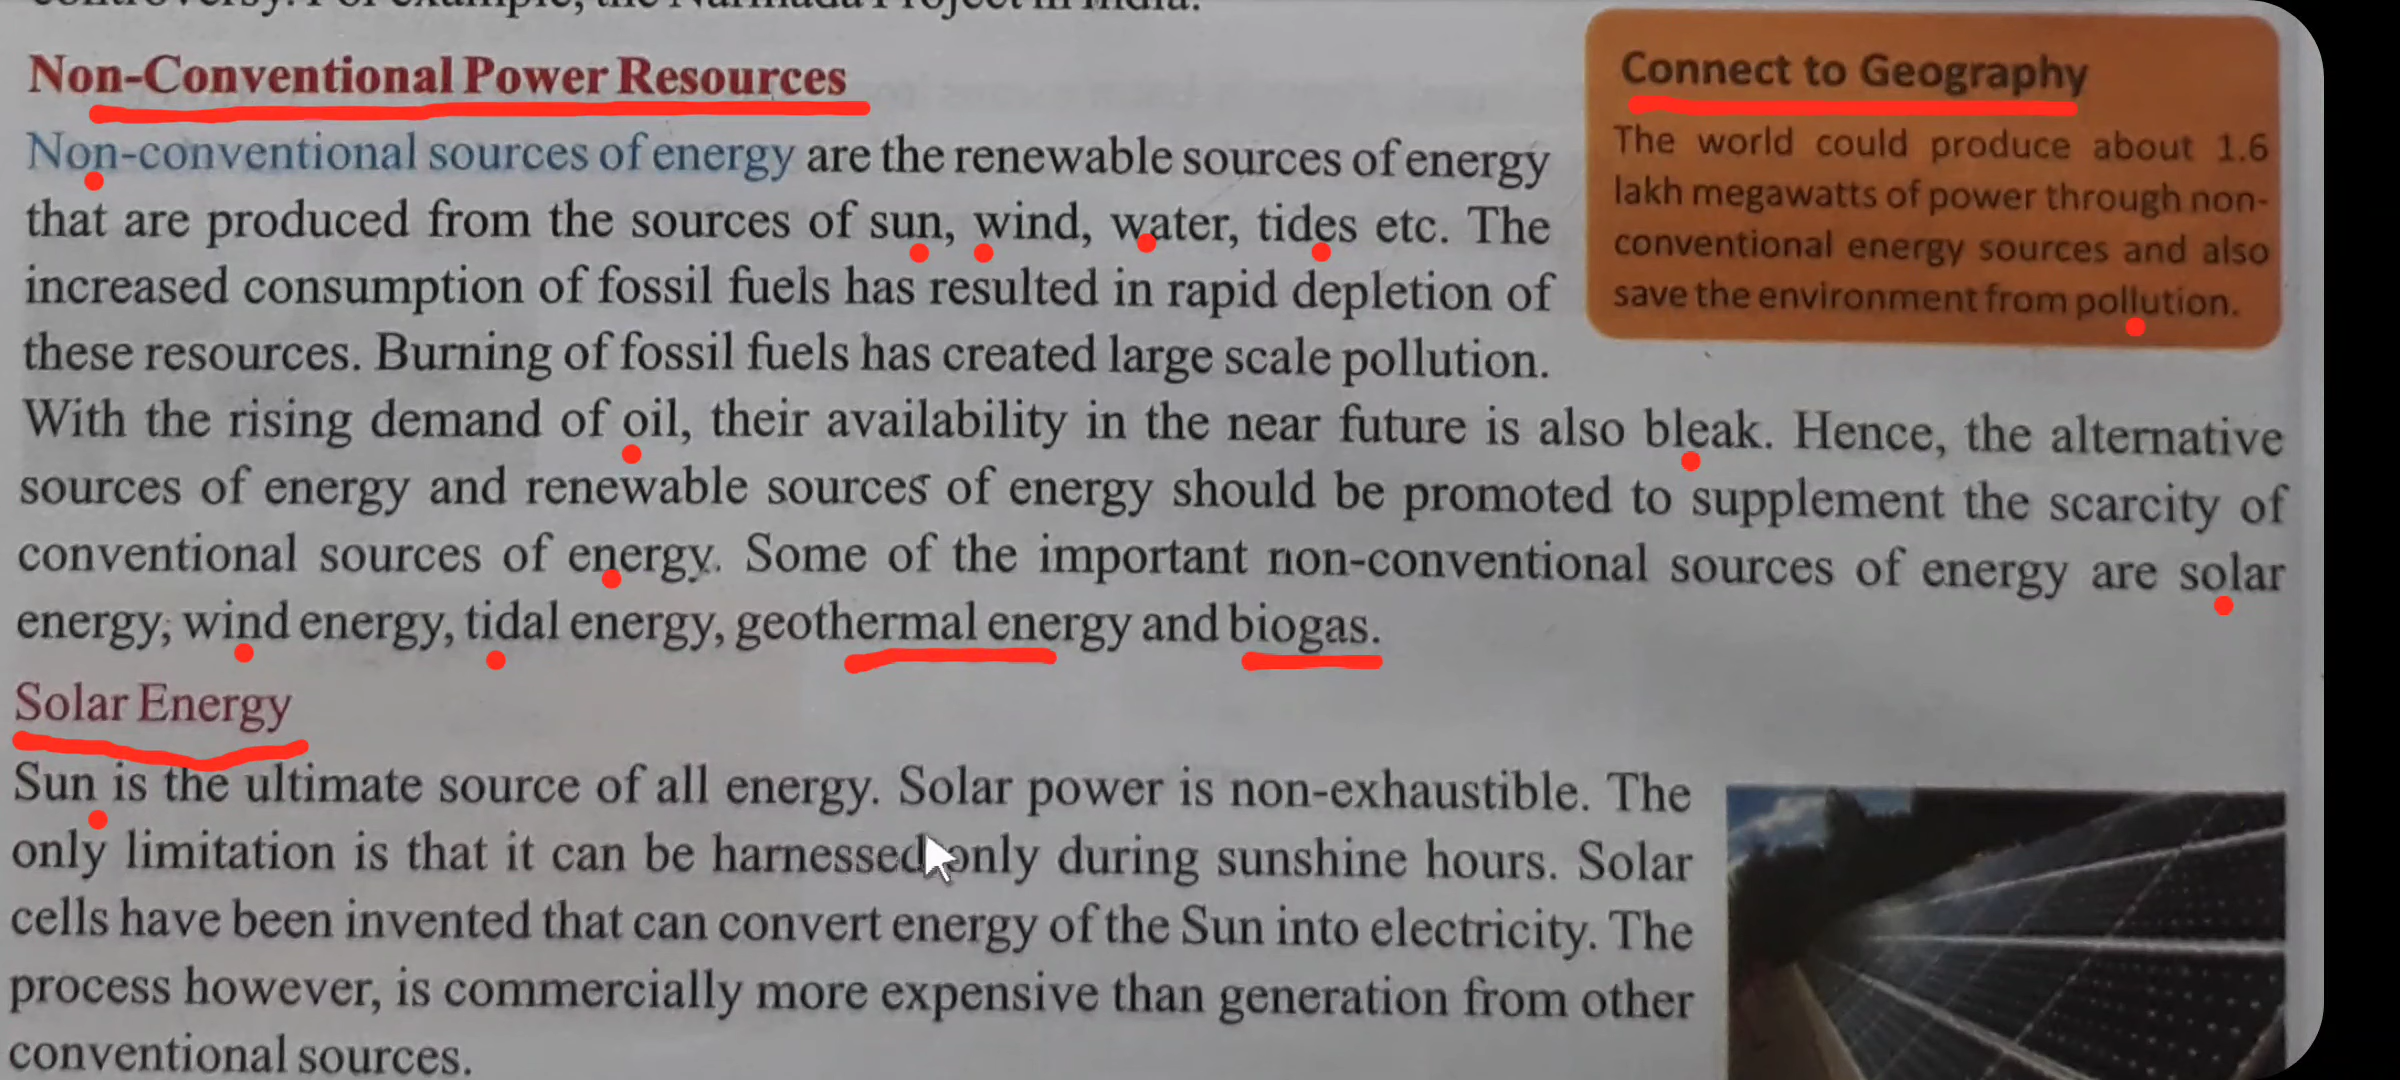 Non-Conventional Power Resources
Non-conventional sources of energy are the renewable sources of energy
that are produced from the sources of sun, wind, water, tides etc. The
increased consumption of fossil fuels has resulted in rapid depletion of
these resources. Burning of fossil fuels has created large scale pollution.
With the rising demand of oil, their availability in the near future is also bleak. Hence, the alternative
sources of energy and renewable sources of energy should be promoted to supplement the scarcity of
conventional sources of energy. Some of the important non-conventional sources of energy are solar
energy, wind energy, tidal energy, geothermal energy and biogas.
Connect to Geography
The world could produce about 1.6
lakh megawatts of power through non-
conventional energy sources and also
save the environment from pollution.
Solar Energy
Sun is the ultimate source of all energy. Solar power is non-exhaustible. The
only limitation is that it can be harnessed only during sunshine hours. Solar
cells have been invented that can convert energy of the Sun into electricity. The
process however, is commercially more expensive than generation from other
conventional sources.